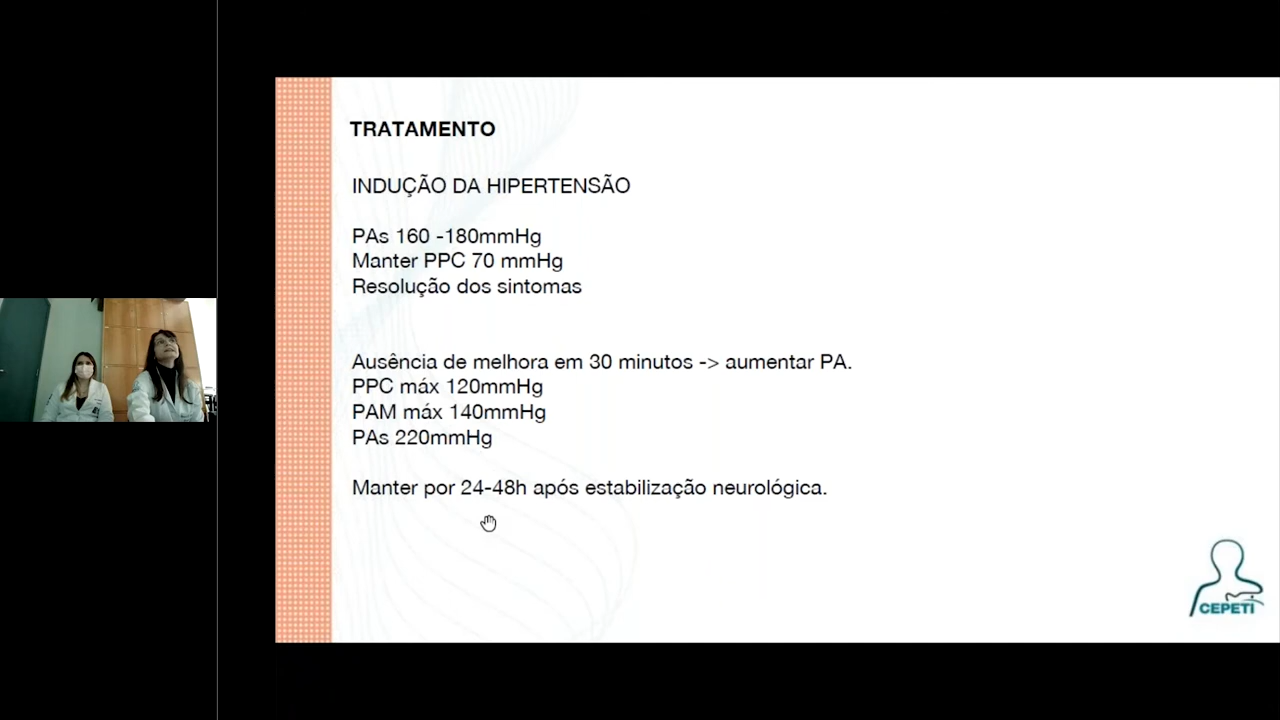 TRATAMENTO
INDUÇÃO DA HIPERTENSÃO
PAs 160 -180mmHg
Manter PPC 70 mmHg
Resolução dos sintomas
Ausência de melhora em 30 minutos -> aumentar PA.
PPC máx 120mmHg
PAM máx 140mmHg
PAs 220mmHg
Manter por 24-48h após estabilização neurológica.
CEPETI